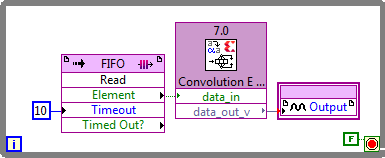 7.0
FIFO
Read
Element
Timeout
Timed Out?
10
Convolution E ...
data_in
data_out_v
Output
i
F